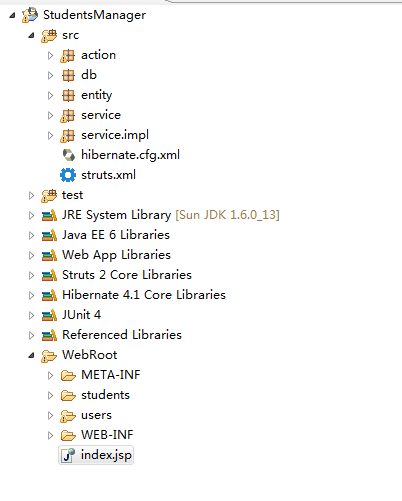 StudentsManager
src
action
db
entity
service
service.impl
hibernate.cfg.xml
struts.xml
test
JRE System Library [Sun JDK 1.6.0_13]
Java EE 6 Libraries
Web App Libraries
Struts 2 Core Libraries
Hibernate 4.1 Core Libraries
JUnit 4
Referenced Libraries
WebRoot
META-INF
students
users
WEB-INF
index.jsp